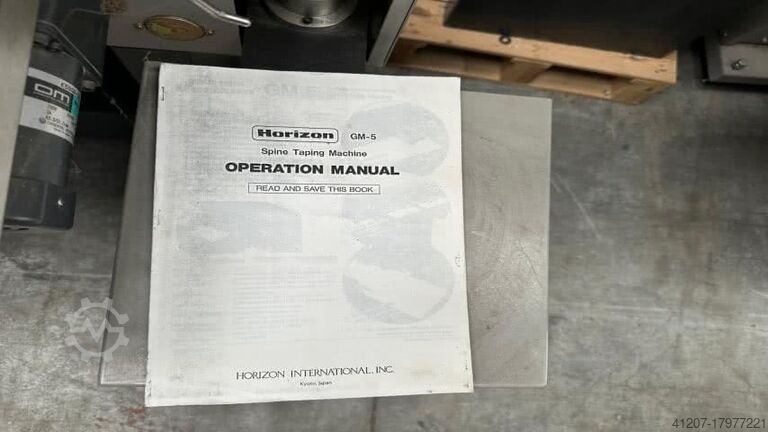 Horizon GM-5
Spine Taping Machine
OPERATION MANUAL
READ AND SAVE THIS BOOK
HORIZON INTERNATIONAL, INC.
Kyoto, Japan
41207-17977221